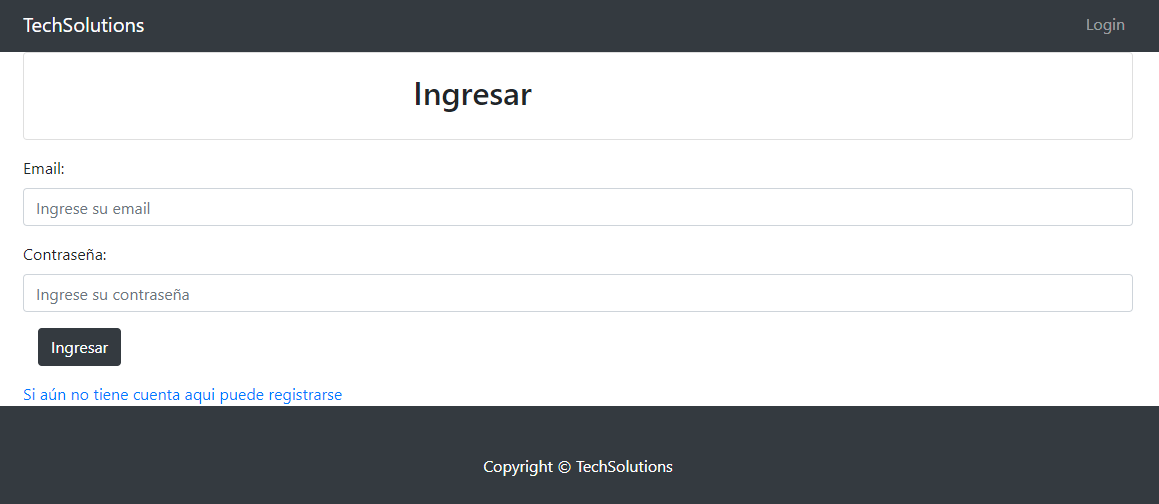 TechSolutions Login
Ingresar
Email:
Ingrese su email
Contraseña:
Ingrese su contraseña
Ingresar
Si aún no tiene cuenta aqui puede registrarse
Copyright © TechSolutions